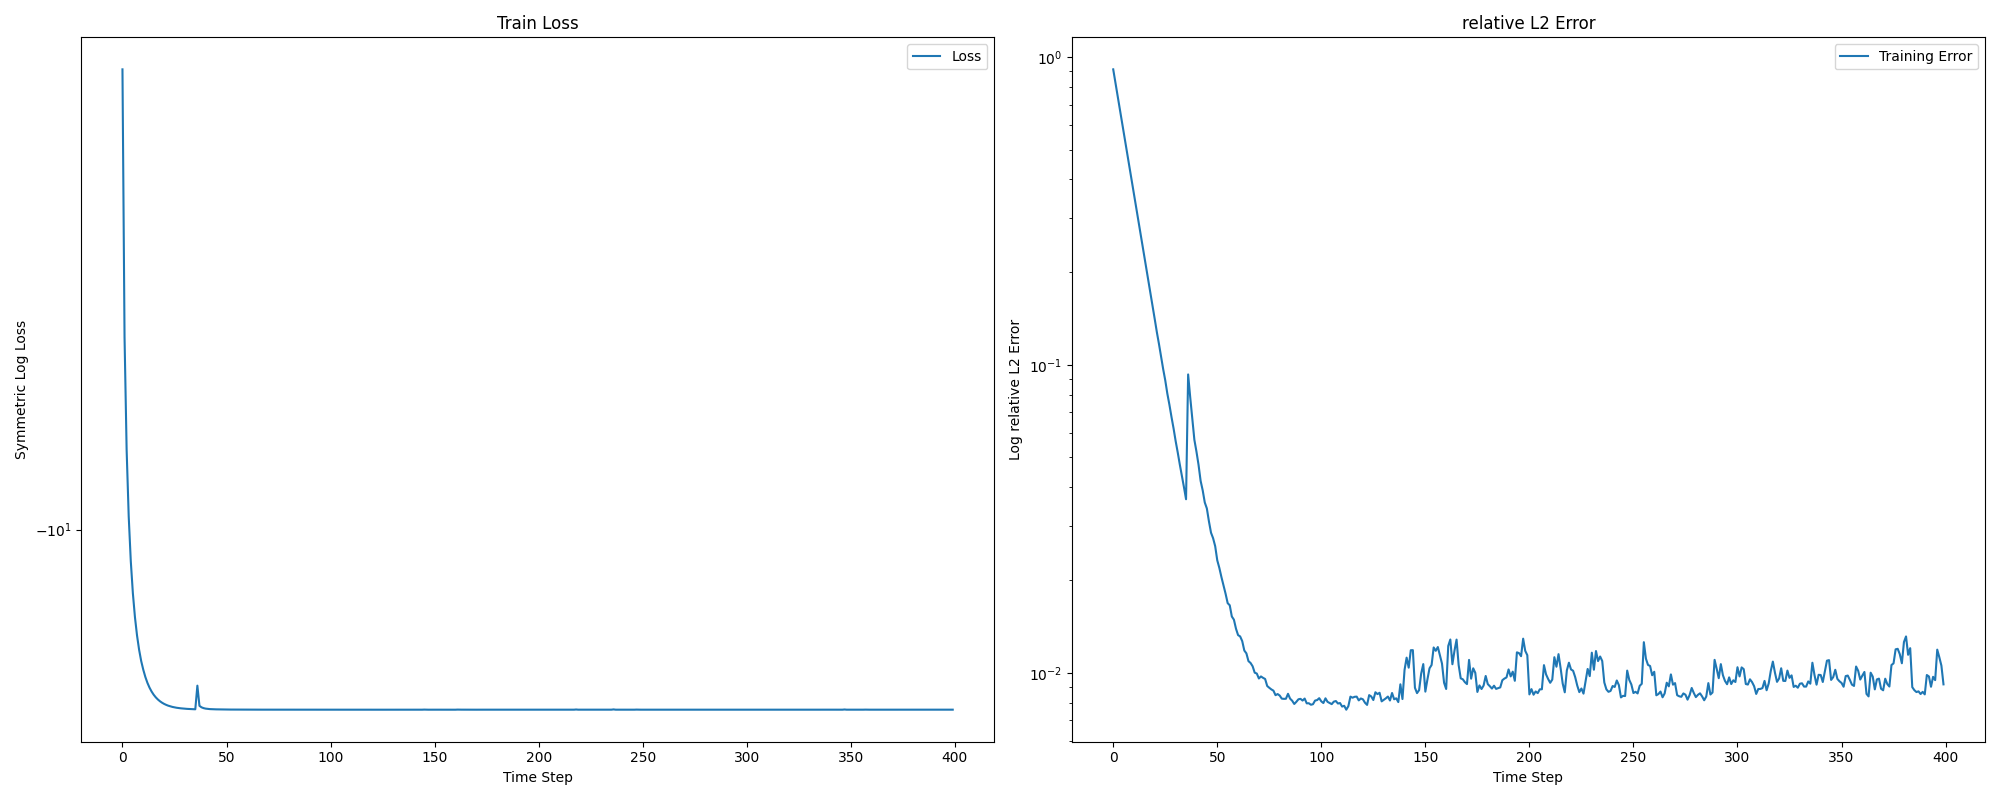 Train Loss
Loss
Symmetric Log Loss
−10¹
0 50 100 150 200 250 300 350 400
Time Step
relative L2 Error
Training Error
Log relative L2 Error
10⁰
10⁻¹
10⁻²
0 50 100 150 200 250 300 350 400
Time Step